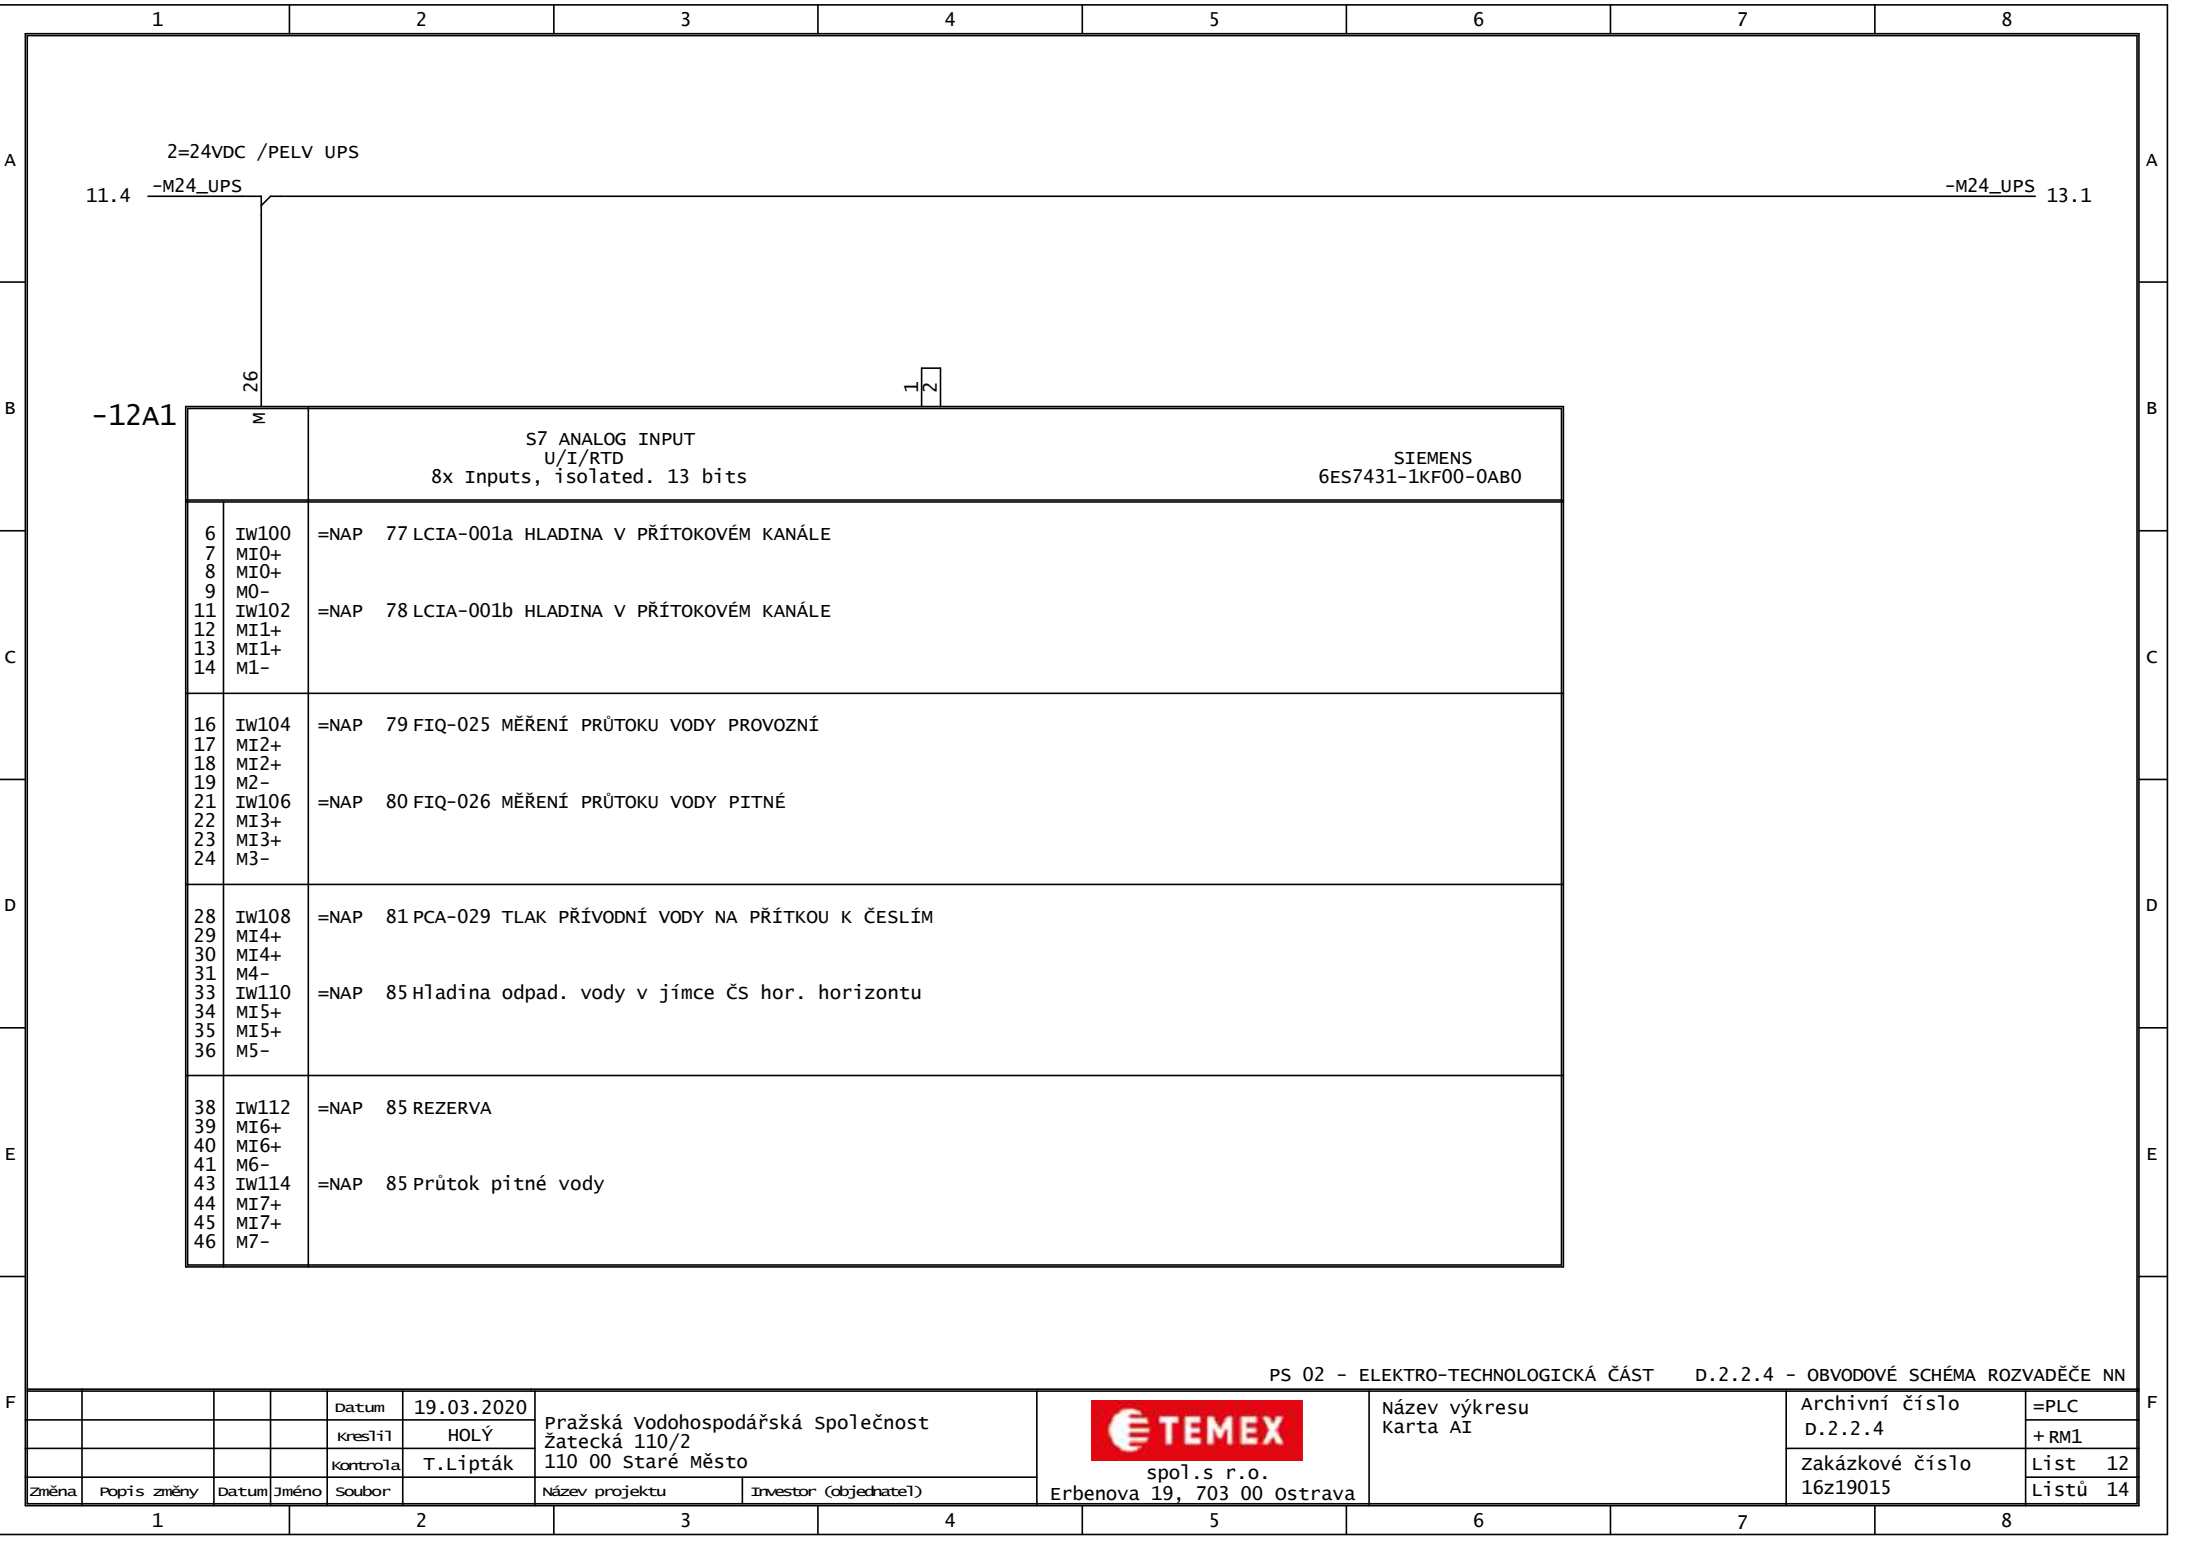 1 2 3 4 5 6 7 8
2=24VDC /PELV UPS
A A
-M24_UPS -M24_UPS
11.4 13.1
26 1 2
B -12A1 M B
S7 ANALOG INPUT
U/I/RTD SIEMENS
8x Inputs, isolated. 13 bits 6ES7431-1KF00-0AB0
6 IW100 =NAP 77 LCIA-001a HLADINA V PŘÍTOKOVÉM KANÁLE
7 MI0+
8 MI0+
9 M0-
11 IW102 =NAP 78 LCIA-001b HLADINA V PŘÍTOKOVÉM KANÁLE
12 MI1+
13 MI1+
C C
14 M1-
16 IW104 =NAP 79 FIQ-025 MĚŘENÍ PRŮTOKU VODY PROVOZNÍ
17 MI2+
18 MI2+
19 M2-
21 IW106 =NAP 80 FIQ-026 MĚŘENÍ PRŮTOKU VODY PITNÉ
22 MI3+
23 MI3+
24 M3-
D D
28 IW108 =NAP 81 PCA-029 TLAK PŘÍVODNÍ VODY NA PŘÍTKOU K ČESLÍM
29 MI4+
30 MI4+
31 M4-
33 IW110 =NAP 85 Hladina odpad. vody v jímce ČS hor. horizontu
34 MI5+
35 MI5+
36 M5-
38 IW112 =NAP 85 REZERVA
39 MI6+
40 MI6+
E E
41 M6-
43 IW114 =NAP 85 Průtok pitné vody
44 MI7+
45 MI7+
46 M7-
PS 02 - ELEKTRO-TECHNOLOGICKÁ ČÁST D.2.2.4 - OBVODOVÉ SCHÉMA ROZVADĚČE NN
F F
Datum 19.03.2020
Kreslil HOLÝ
Kontrola T.Lipták
Změna Popis změny Datum Jméno Soubor
Pražská Vodohospodářská Společnost
Žatecká 110/2
110 00 Staré Město
Název projektu Investor (objednatel)
TEMEX
spol.s r.o.
Erbenova 19, 703 00 Ostrava
Název výkresu
Karta AI
Archivní číslo
D.2.2.4
Zakázkové číslo
16z19015
=PLC
+ RM1
List 12
Listů 14
1 2 3 4 5 6 7 8